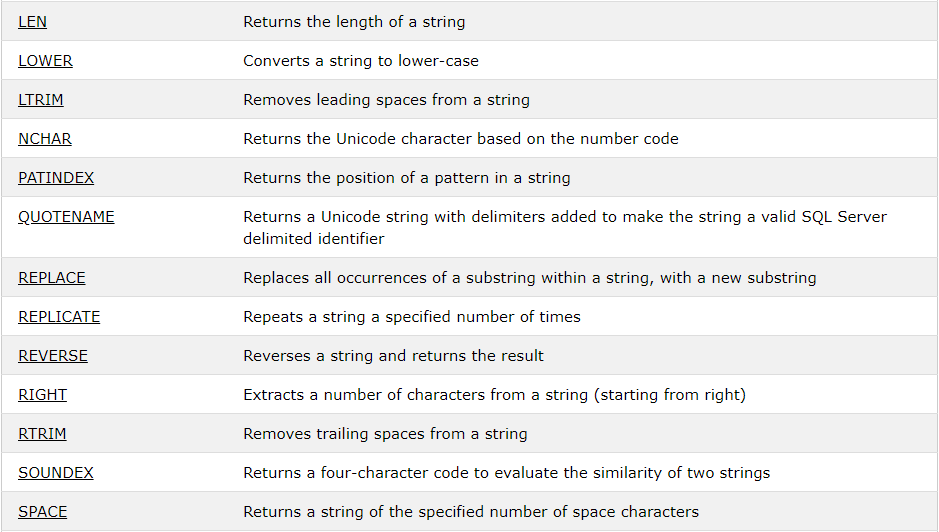 LEN Returns the length of a string
LOWER Converts a string to lower-case
LTRIM Removes leading spaces from a string
NCHAR Returns the Unicode character based on the number code
PATINDEX Returns the position of a pattern in a string
QUOTENAME Returns a Unicode string with delimiters added to make the string a valid SQL Server
delimited identifier
REPLACE Replaces all occurrences of a substring within a string, with a new substring
REPLICATE Repeats a string a specified number of times
REVERSE Reverses a string and returns the result
RIGHT Extracts a number of characters from a string (starting from right)
RTRIM Removes trailing spaces from a string
SOUNDEX Returns a four-character code to evaluate the similarity of two strings
SPACE Returns a string of the specified number of space characters